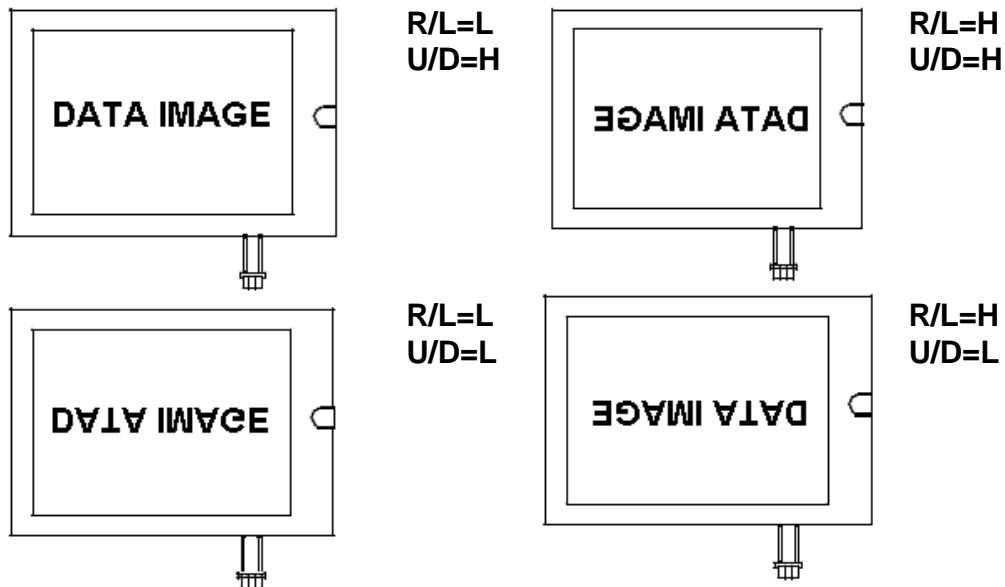 DATA IMAGE
R/L=L
U/D=H
DATA IMAGE
R/L=H
U/D=H
DATA IMAGE
R/L=L
U/D=L
DATA IMAGE
R/L=H
U/D=L